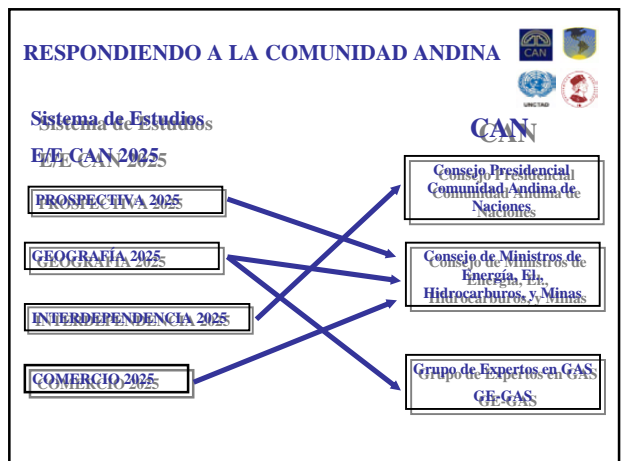 RESPONDIENDO A LA COMUNIDAD ANDINA
CAN
UNCTAD
Sistema de Estudios
E/E CAN 2025
PROSPECTIVA 2025
GEOGRAFÍA 2025
INTERDEPENDENCIA 2025
COMERCIO 2025
CAN
Consejo Presidencial
Comunidad Andina de
Naciones
Consejo de Ministros de
Energía, El.,
Hidrocarburos, y Minas
Grupo de Expertos en GAS
GE-GAS